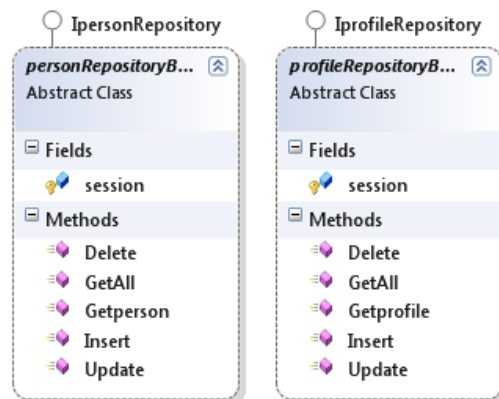 IpersonRepository
personRepositoryB...
Abstract Class
Fields
session
Methods
Delete
GetAll
Getperson
Insert
Update
IprofileRepository
profileRepositoryB...
Abstract Class
Fields
session
Methods
Delete
GetAll
Getprofile
Insert
Update